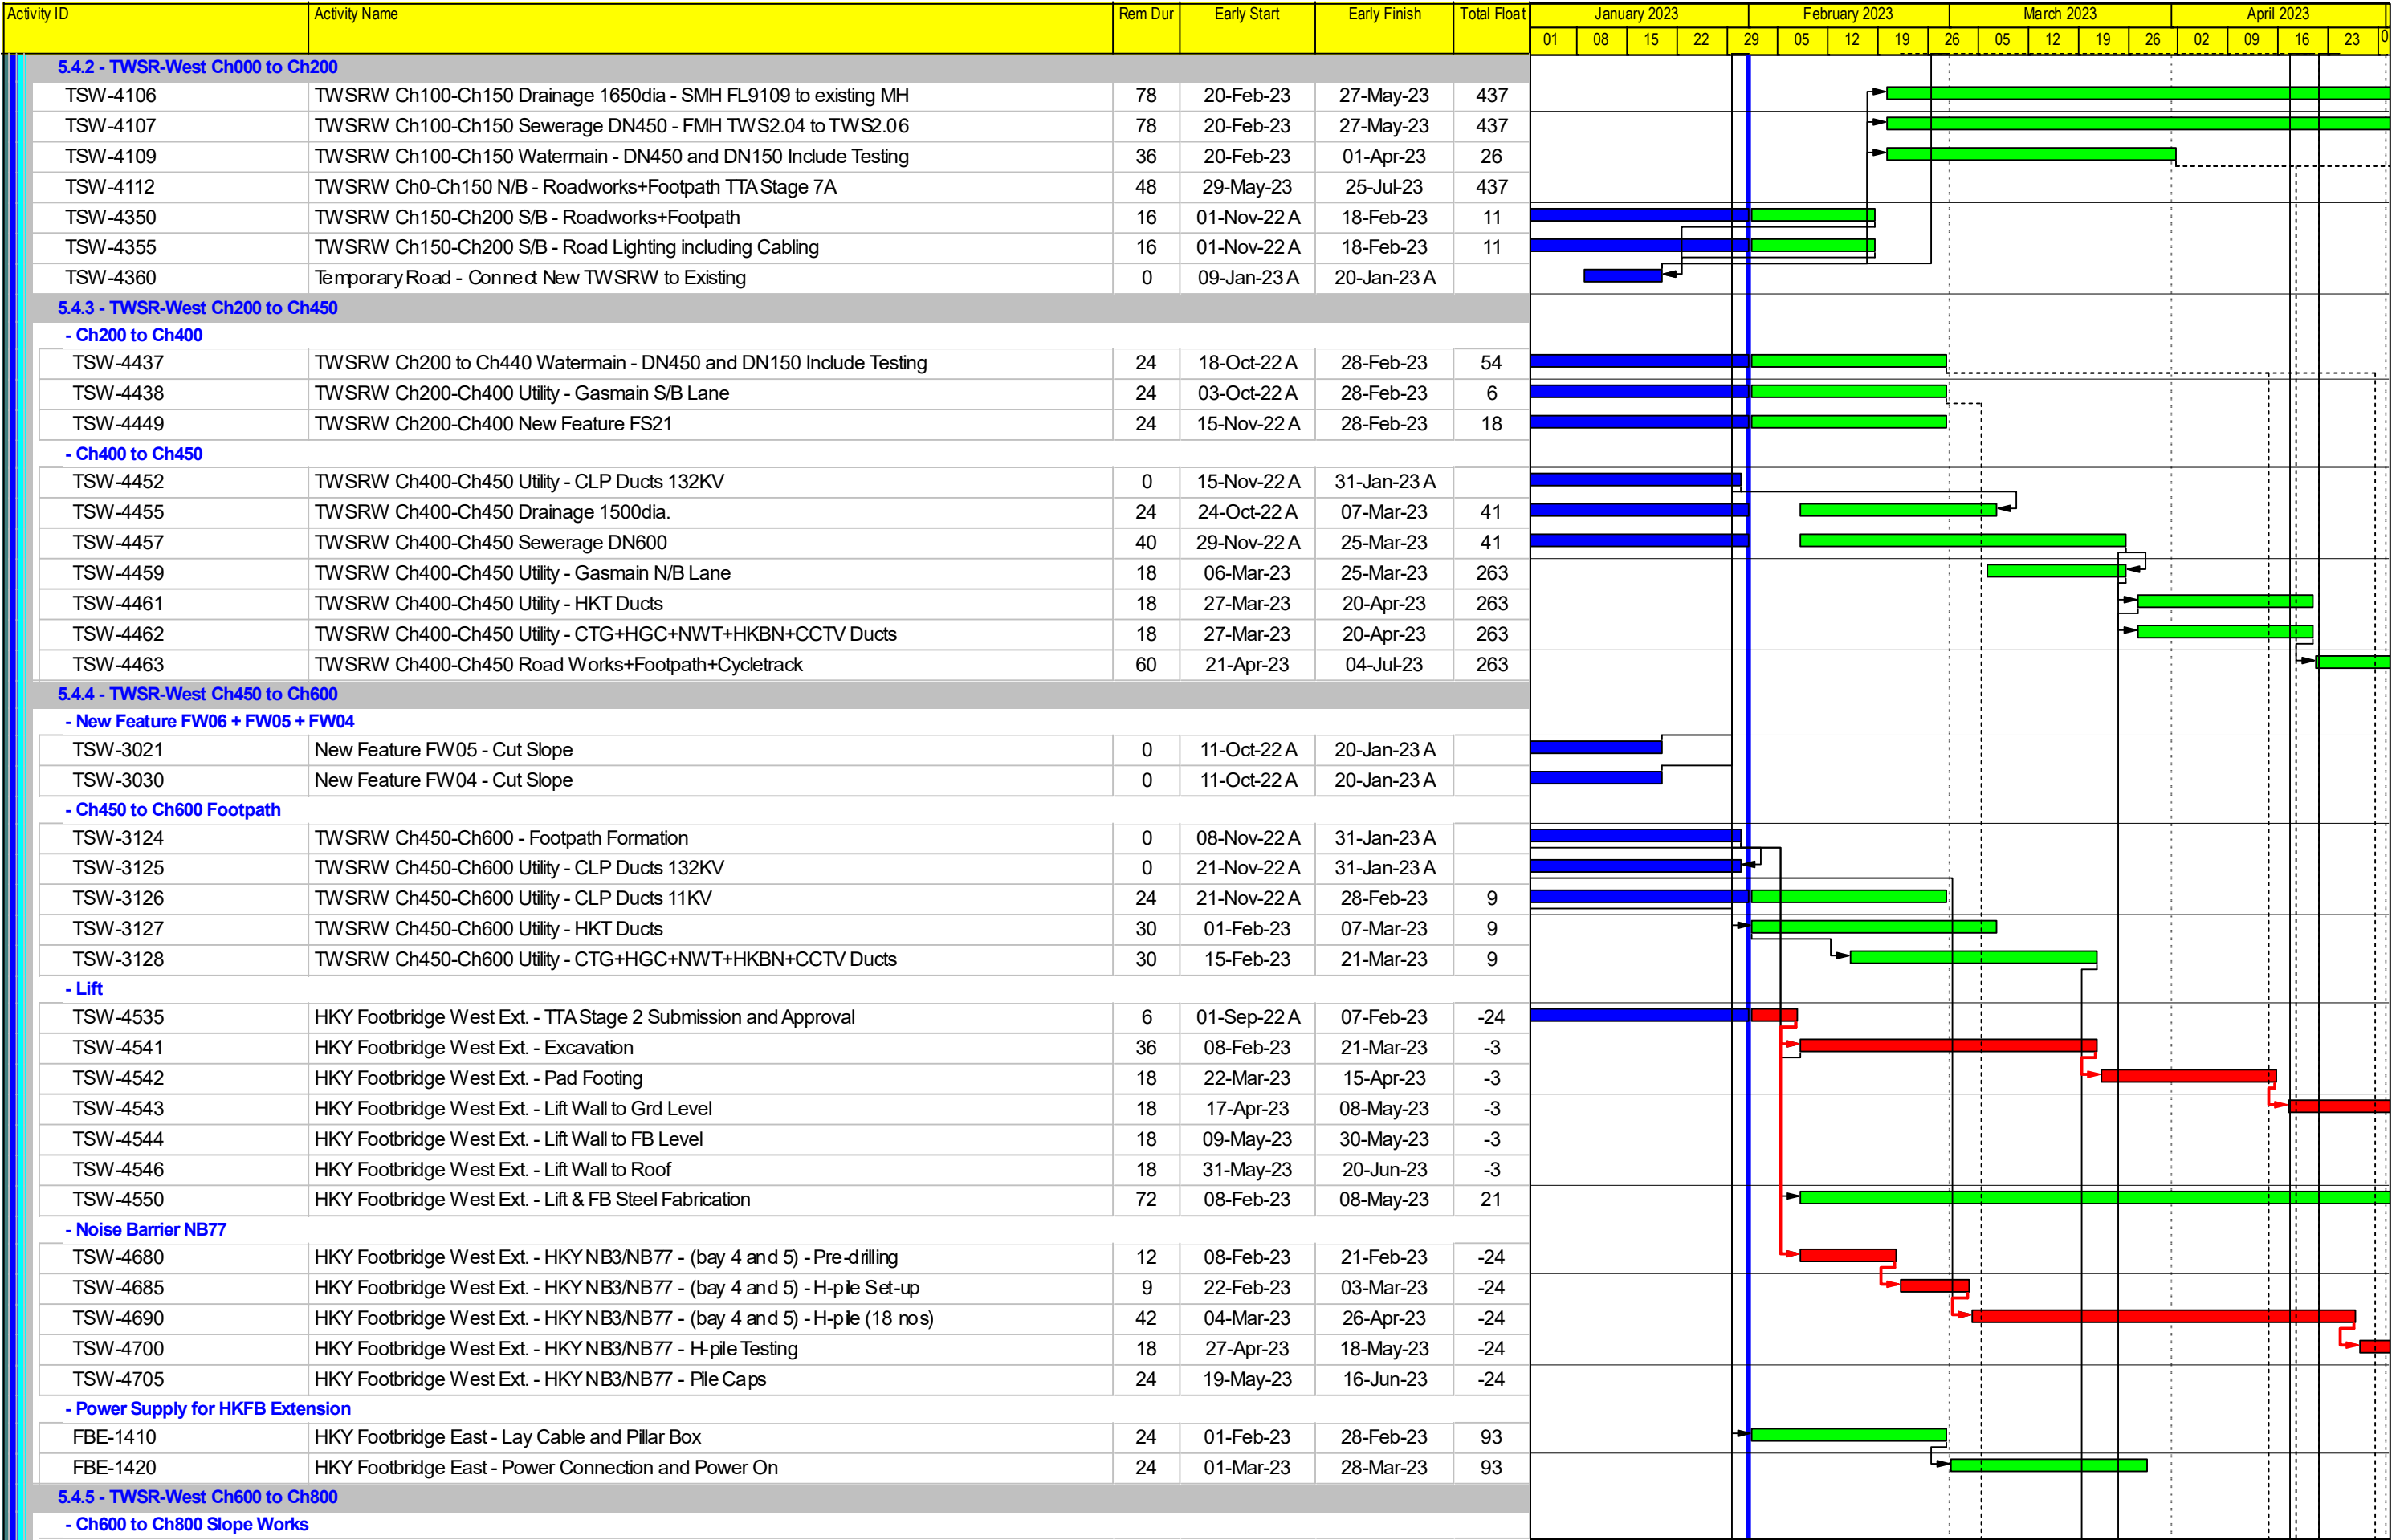 Activity ID Activity Name Rem Dur Early Start Early Finish Total Float January 2023 February 2023 March 2023 April 2023
01 08 15 22 29 05 12 19 26 05 12 19 26 02 09 16 23 0
5.4.2 - TWSR-West Ch000 to Ch200
TSW-4106 TWSRW Ch100-Ch150 Drainage 1650dia - SMH FL9109 to existing MH 78 20-Feb-23 27-May-23 437
TSW-4107 TWSRW Ch100-Ch150 Sewerage DN450 - FMH TWS2.04 to TWS2.06 78 20-Feb-23 27-May-23 437
TSW-4109 TWSRW Ch100-Ch150 Watermain - DN450 and DN150 Include Testing 36 20-Feb-23 01-Apr-23 26
TSW-4112 TWSRW Ch0-Ch150 N/B - Roadworks+Footpath TTA Stage 7A 48 29-May-23 25-Jul-23 437
TSW-4350 TWSRW Ch150-Ch200 S/B - Roadworks+Footpath 16 01-Nov-22 A 18-Feb-23 11
TSW-4355 TWSRW Ch150-Ch200 S/B - Road Lighting including Cabling 16 01-Nov-22 A 18-Feb-23 11
TSW-4360 Temporary Road - Connect New TWSRW to Existing 0 09-Jan-23 A 20-Jan-23 A
5.4.3 - TWSR-West Ch200 to Ch450
- Ch200 to Ch400
TSW-4437 TWSRW Ch200 to Ch440 Watermain - DN450 and DN150 Include Testing 24 18-Oct-22 A 28-Feb-23 54
TSW-4438 TWSRW Ch200-Ch400 Utility - Gasmain S/B Lane 24 03-Oct-22 A 28-Feb-23 6
TSW-4449 TWSRW Ch200-Ch400 New Feature FS21 24 15-Nov-22 A 28-Feb-23 18
- Ch400 to Ch450
TSW-4452 TWSRW Ch400-Ch450 Utility - CLP Ducts 132KV 0 15-Nov-22 A 31-Jan-23 A
TSW-4455 TWSRW Ch400-Ch450 Drainage 1500dia. 24 24-Oct-22 A 07-Mar-23 41
TSW-4457 TWSRW Ch400-Ch450 Sewerage DN600 40 29-Nov-22 A 25-Mar-23 41
TSW-4459 TWSRW Ch400-Ch450 Utility - Gasmain N/B Lane 18 06-Mar-23 25-Mar-23 263
TSW-4461 TWSRW Ch400-Ch450 Utility - HKT Ducts 18 27-Mar-23 20-Apr-23 263
TSW-4462 TWSRW Ch400-Ch450 Utility - CTG+HGC+NWT+HKBN+CCTV Ducts 18 27-Mar-23 20-Apr-23 263
TSW-4463 TWSRW Ch400-Ch450 Road Works+Footpath+Cycletrack 60 21-Apr-23 04-Jul-23 263
5.4.4 - TWSR-West Ch450 to Ch600
- New Feature FW06 + FW05 + FW04
TSW-3021 New Feature FW05 - Cut Slope 0 11-Oct-22 A 20-Jan-23 A
TSW-3030 New Feature FW04 - Cut Slope 0 11-Oct-22 A 20-Jan-23 A
- Ch450 to Ch600 Footpath
TSW-3124 TWSRW Ch450-Ch600 - Footpath Formation 0 08-Nov-22 A 31-Jan-23 A
TSW-3125 TWSRW Ch450-Ch600 Utility - CLP Ducts 132KV 0 21-Nov-22 A 31-Jan-23 A
TSW-3126 TWSRW Ch450-Ch600 Utility - CLP Ducts 11KV 24 21-Nov-22 A 28-Feb-23 9
TSW-3127 TWSRW Ch450-Ch600 Utility - HKT Ducts 30 01-Feb-23 07-Mar-23 9
TSW-3128 TWSRW Ch450-Ch600 Utility - CTG+HGC+NWT+HKBN+CCTV Ducts 30 15-Feb-23 21-Mar-23 9
- Lift
TSW-4535 HKY Footbridge West Ext. - TTA Stage 2 Submission and Approval 6 01-Sep-22 A 07-Feb-23 -24
TSW-4541 HKY Footbridge West Ext. - Excavation 36 08-Feb-23 21-Mar-23 -3
TSW-4542 HKY Footbridge West Ext. - Pad Footing 18 22-Mar-23 15-Apr-23 -3
TSW-4543 HKY Footbridge West Ext. - Lift Wall to Grd Level 18 17-Apr-23 08-May-23 -3
TSW-4544 HKY Footbridge West Ext. - Lift Wall to FB Level 18 09-May-23 30-May-23 -3
TSW-4546 HKY Footbridge West Ext. - Lift Wall to Roof 18 31-May-23 20-Jun-23 -3
TSW-4550 HKY Footbridge West Ext. - Lift & FB Steel Fabrication 72 08-Feb-23 08-May-23 21
- Noise Barrier NB77
TSW-4680 HKY Footbridge West Ext. - HKY NB3/NB77 - (bay 4 and 5) - Pre-drilling 12 08-Feb-23 21-Feb-23 -24
TSW-4685 HKY Footbridge West Ext. - HKY NB3/NB77 - (bay 4 and 5) - H-pile Set-up 9 22-Feb-23 03-Mar-23 -24
TSW-4690 HKY Footbridge West Ext. - HKY NB3/NB77 - (bay 4 and 5) - H-pile (18 nos) 42 04-Mar-23 26-Apr-23 -24
TSW-4700 HKY Footbridge West Ext. - HKY NB3/NB77 - H-pile Testing 18 27-Apr-23 18-May-23 -24
TSW-4705 HKY Footbridge West Ext. - HKY NB3/NB77 - Pile Caps 24 19-May-23 16-Jun-23 -24
- Power Supply for HKFB Extension
FBE-1410 HKY Footbridge East - Lay Cable and Pillar Box 24 01-Feb-23 28-Feb-23 93
FBE-1420 HKY Footbridge East - Power Connection and Power On 24 01-Mar-23 28-Mar-23 93
5.4.5 - TWSR-West Ch600 to Ch800
- Ch600 to Ch800 Slope Works